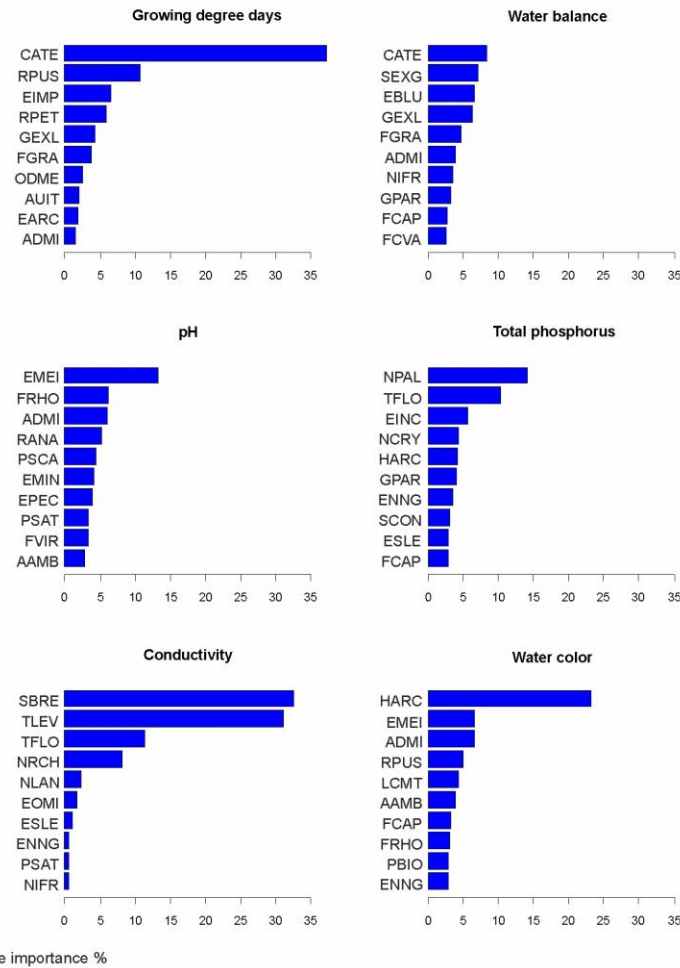 Growing degree days
CATE
RPUS
EIMP
RPET
GEXL
FGRA
ODME
AUIT
EARC
ADMI
0 5 10 15 20 25 30 35
Water balance
CATE
SEXG
EBLU
GEXL
FGRA
ADMI
NIFR
GPAR
FCAP
FCVA
0 5 10 15 20 25 30 35
pH
EMEI
FRHO
ADMI
RANA
PSCA
EMIN
EPEC
PSAT
FVIR
AAMB
0 5 10 15 20 25 30 35
Total phosphorus
NPAL
TFLO
EINC
NCRY
HARC
GPAR
ENNG
SCON
ESLE
FCAP
0 5 10 15 20 25 30 35
Conductivity
SBRE
TLEV
TFLO
NRCH
NLAN
EOMI
ESLE
ENNG
PSAT
NIFR
0 5 10 15 20 25 30 35
Water color
HARC
EMEI
ADMI
RPUS
LCMT
AAMB
FCAP
FRHO
PBIO
ENNG
0 5 10 15 20 25 30 35
e importance %